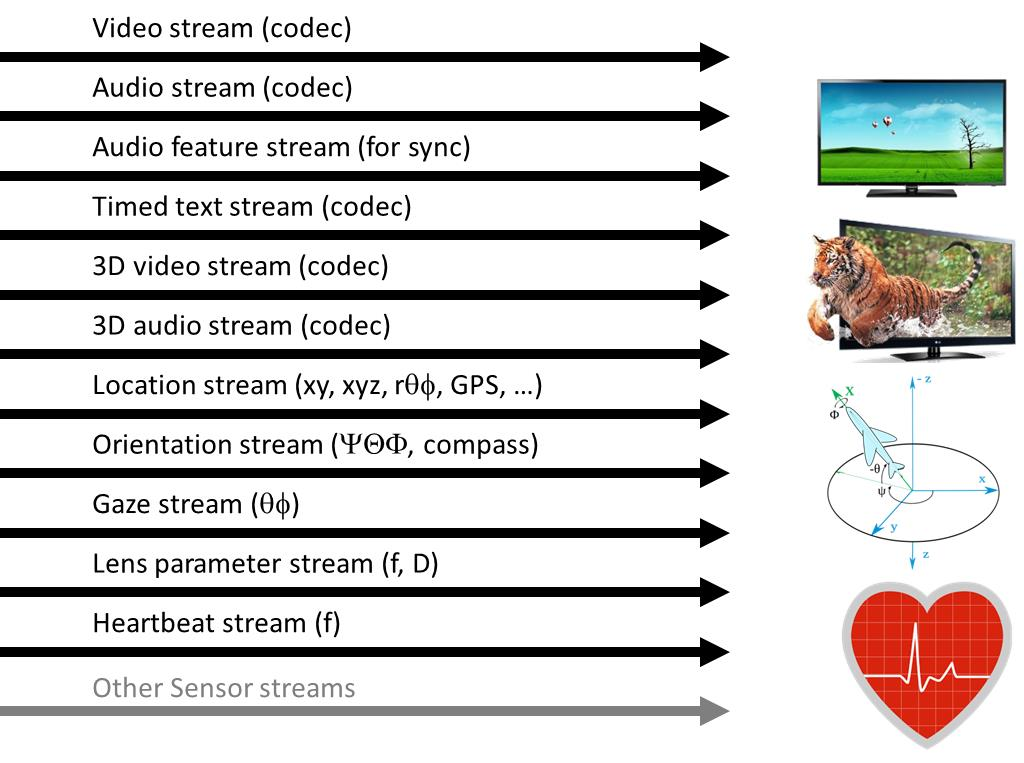 Video stream (codec)
Audio stream (codec)
Audio feature stream (for sync)
Timed text stream (codec)
3D video stream (codec)
3D audio stream (codec)
Location stream (xy, xyz, rθϕ, GPS, …)
Orientation stream (ΨΘΦ, compass)
Gaze stream (θϕ)
Lens parameter stream (f, D)
Heartbeat stream (f)
Other Sensor streams
- z
X
Φ
-θ
ψ
x
y
z